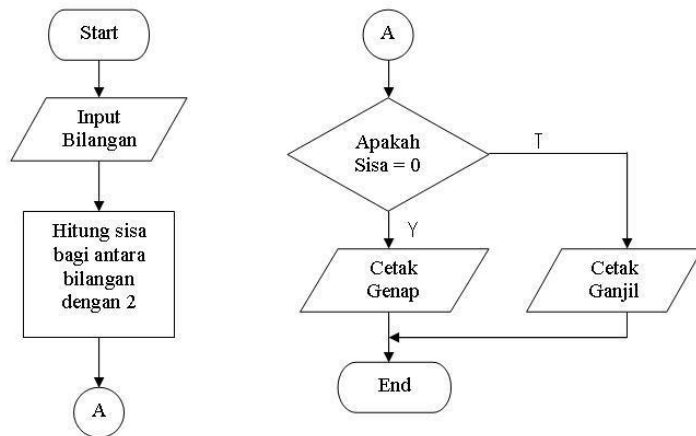 Start
Input
Bilangan
Hitung sisa
bagi antara
bilangan
dengan 2
A
A
Apakah
Sisa = 0
T
Y
Cetak
Genap
Cetak
Ganjil
End